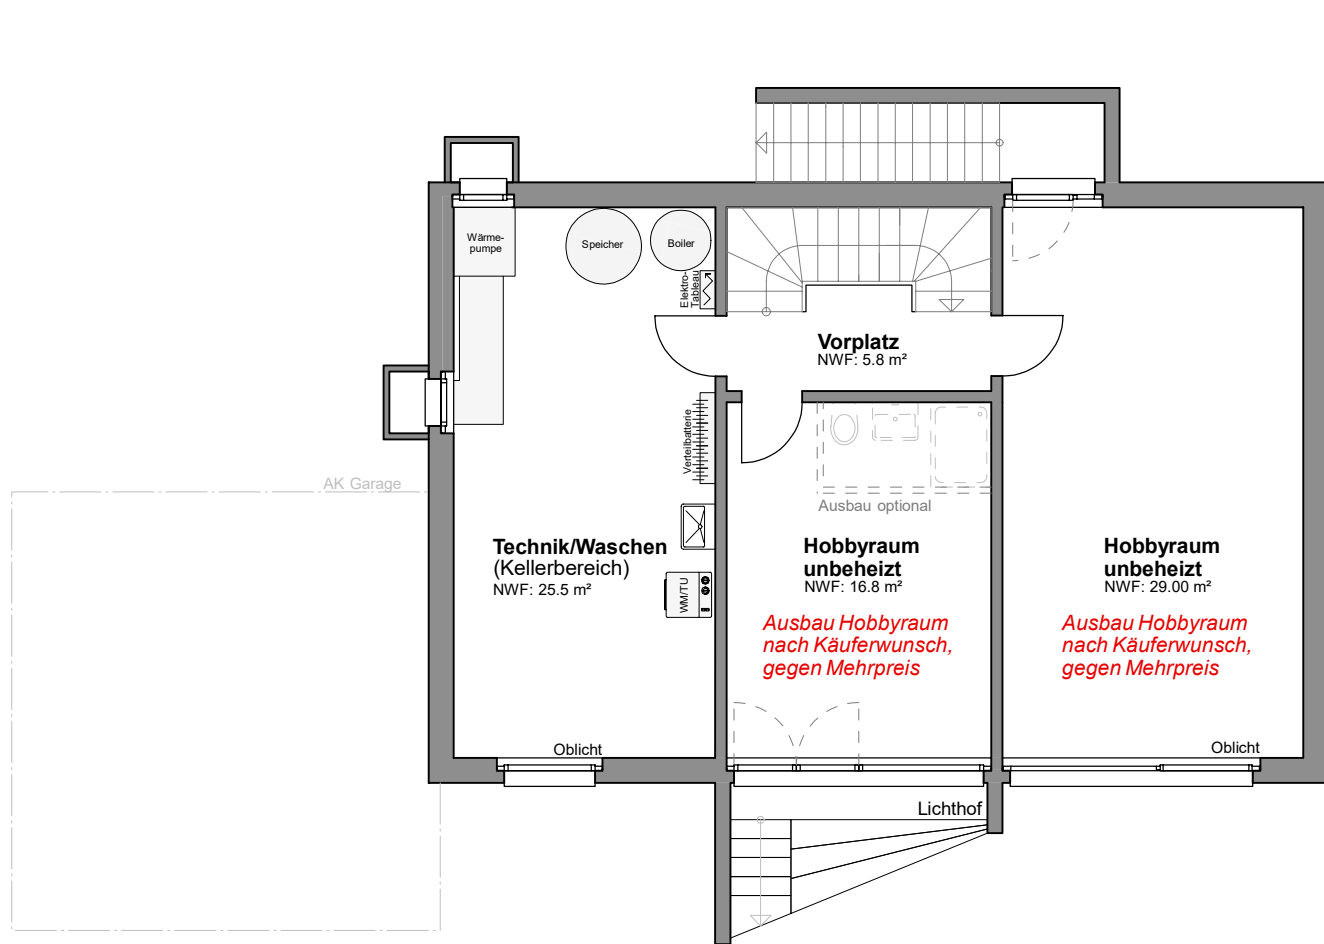 Wärme-
pumpe
Speicher
Boiler
Elektro-
Tableau
Vorplatz
NWF: 5.8 m²
Verteilbatterie
AK Garage
Ausbau optional
Technik/Waschen
(Kellerbereich)
NWF: 25.5 m²
WM/TU
Hobbyraum
unbeheizt
NWF: 16.8 m²
Ausbau Hobbyraum
nach Käuferwunsch,
gegen Mehrpreis
Hobbyraum
unbeheizt
NWF: 29.00 m²
Ausbau Hobbyraum
nach Käuferwunsch,
gegen Mehrpreis
Oblicht
Oblicht
Lichthof